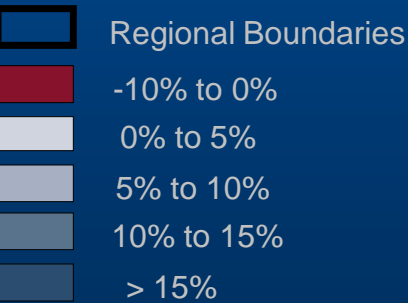 Regional Boundaries
-10% to 0%
0% to 5%
5% to 10%
10% to 15%
> 15%